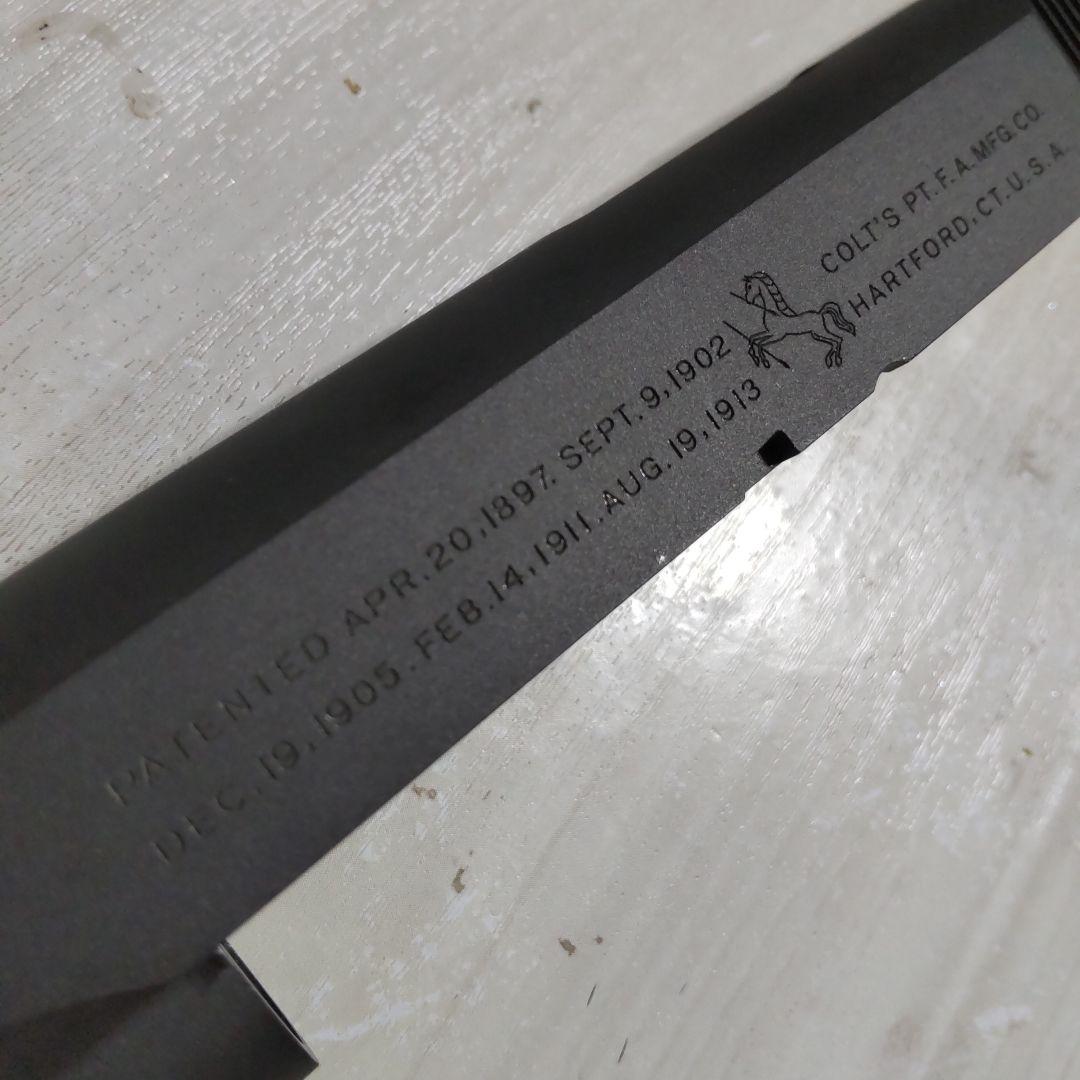 PATENTED APR.20,1897. SEPT.9,1902
DEC.19,1905. FEB.14,1911. AUG.19,1913
COLT'S PT.F.A.MFG.CO.
HARTFORD,CT.U.S.A.